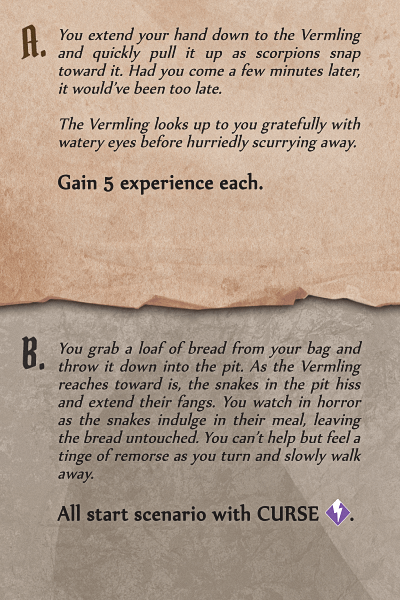 A. You extend your hand down to the Vermling
and quickly pull it up as scorpions snap
toward it. Had you come a few minutes later,
it would've been too late.
The Vermling looks up to you gratefully with
watery eyes before hurriedly scurrying away.
Gain 5 experience each.
B. You grab a loaf of bread from your bag and
throw it down into the pit. As the Vermling
reaches toward is, the snakes in the pit hiss
and extend their fangs. You watch in horror
as the snakes indulge in their meal, leaving
the bread untouched. You can't help but feel a
tinge of remorse as you turn and slowly walk
away.
All start scenario with CURSE .